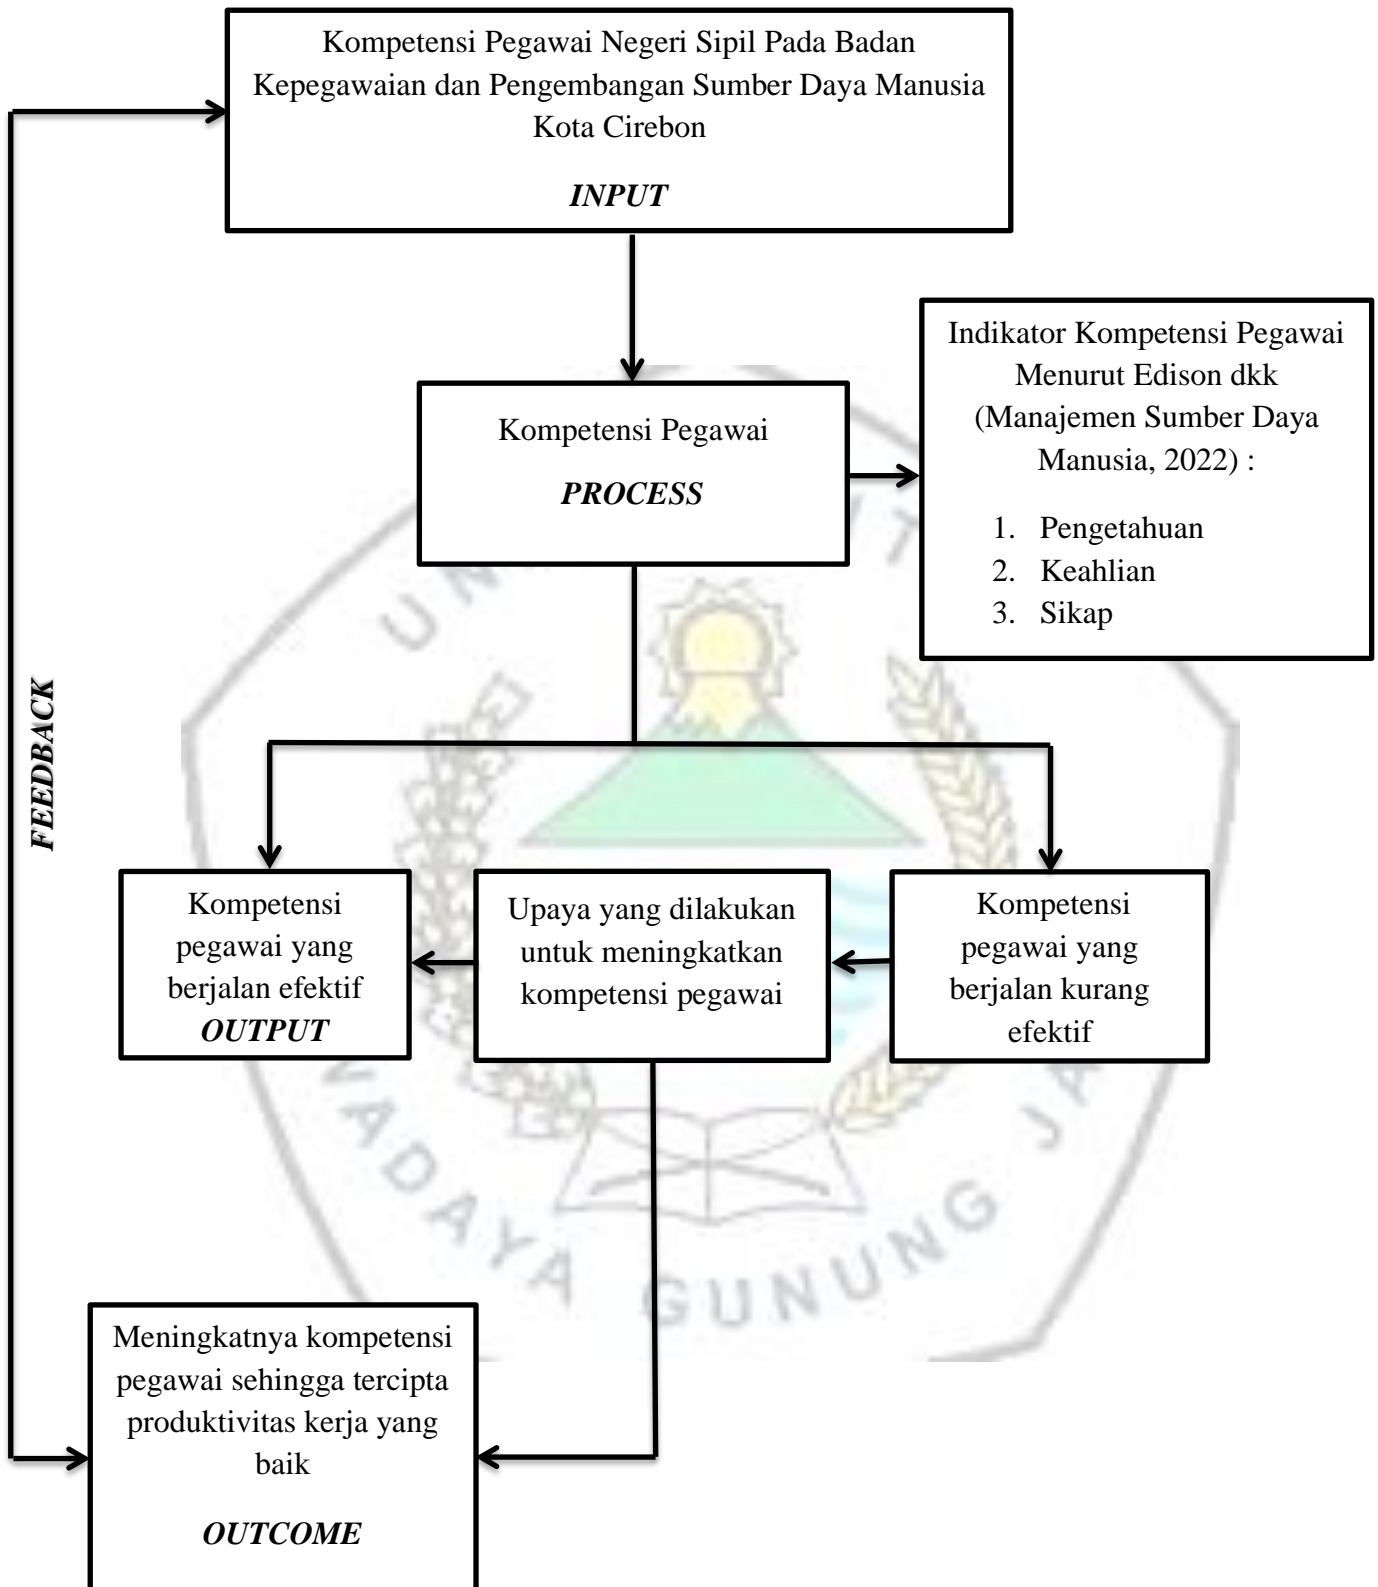 Kompetensi Pegawai Negeri Sipil Pada Badan
Kepegawaian dan Pengembangan Sumber Daya Manusia
Kota Cirebon
INPUT
Indikator Kompetensi Pegawai
Menurut Edison dkk
(Manajemen Sumber Daya
Manusia, 2022) :
1. Pengetahuan
2. Keahlian
3. Sikap
Kompetensi Pegawai
PROCESS
FEEDBACK
Kompetensi
pegawai yang
berjalan efektif
OUTPUT
Upaya yang dilakukan
untuk meningkatkan
kompetensi pegawai
Kompetensi
pegawai yang
berjalan kurang
efektif
Meningkatnya kompetensi
pegawai sehingga tercipta
produktivitas kerja yang
baik
OUTCOME
GUNUNG